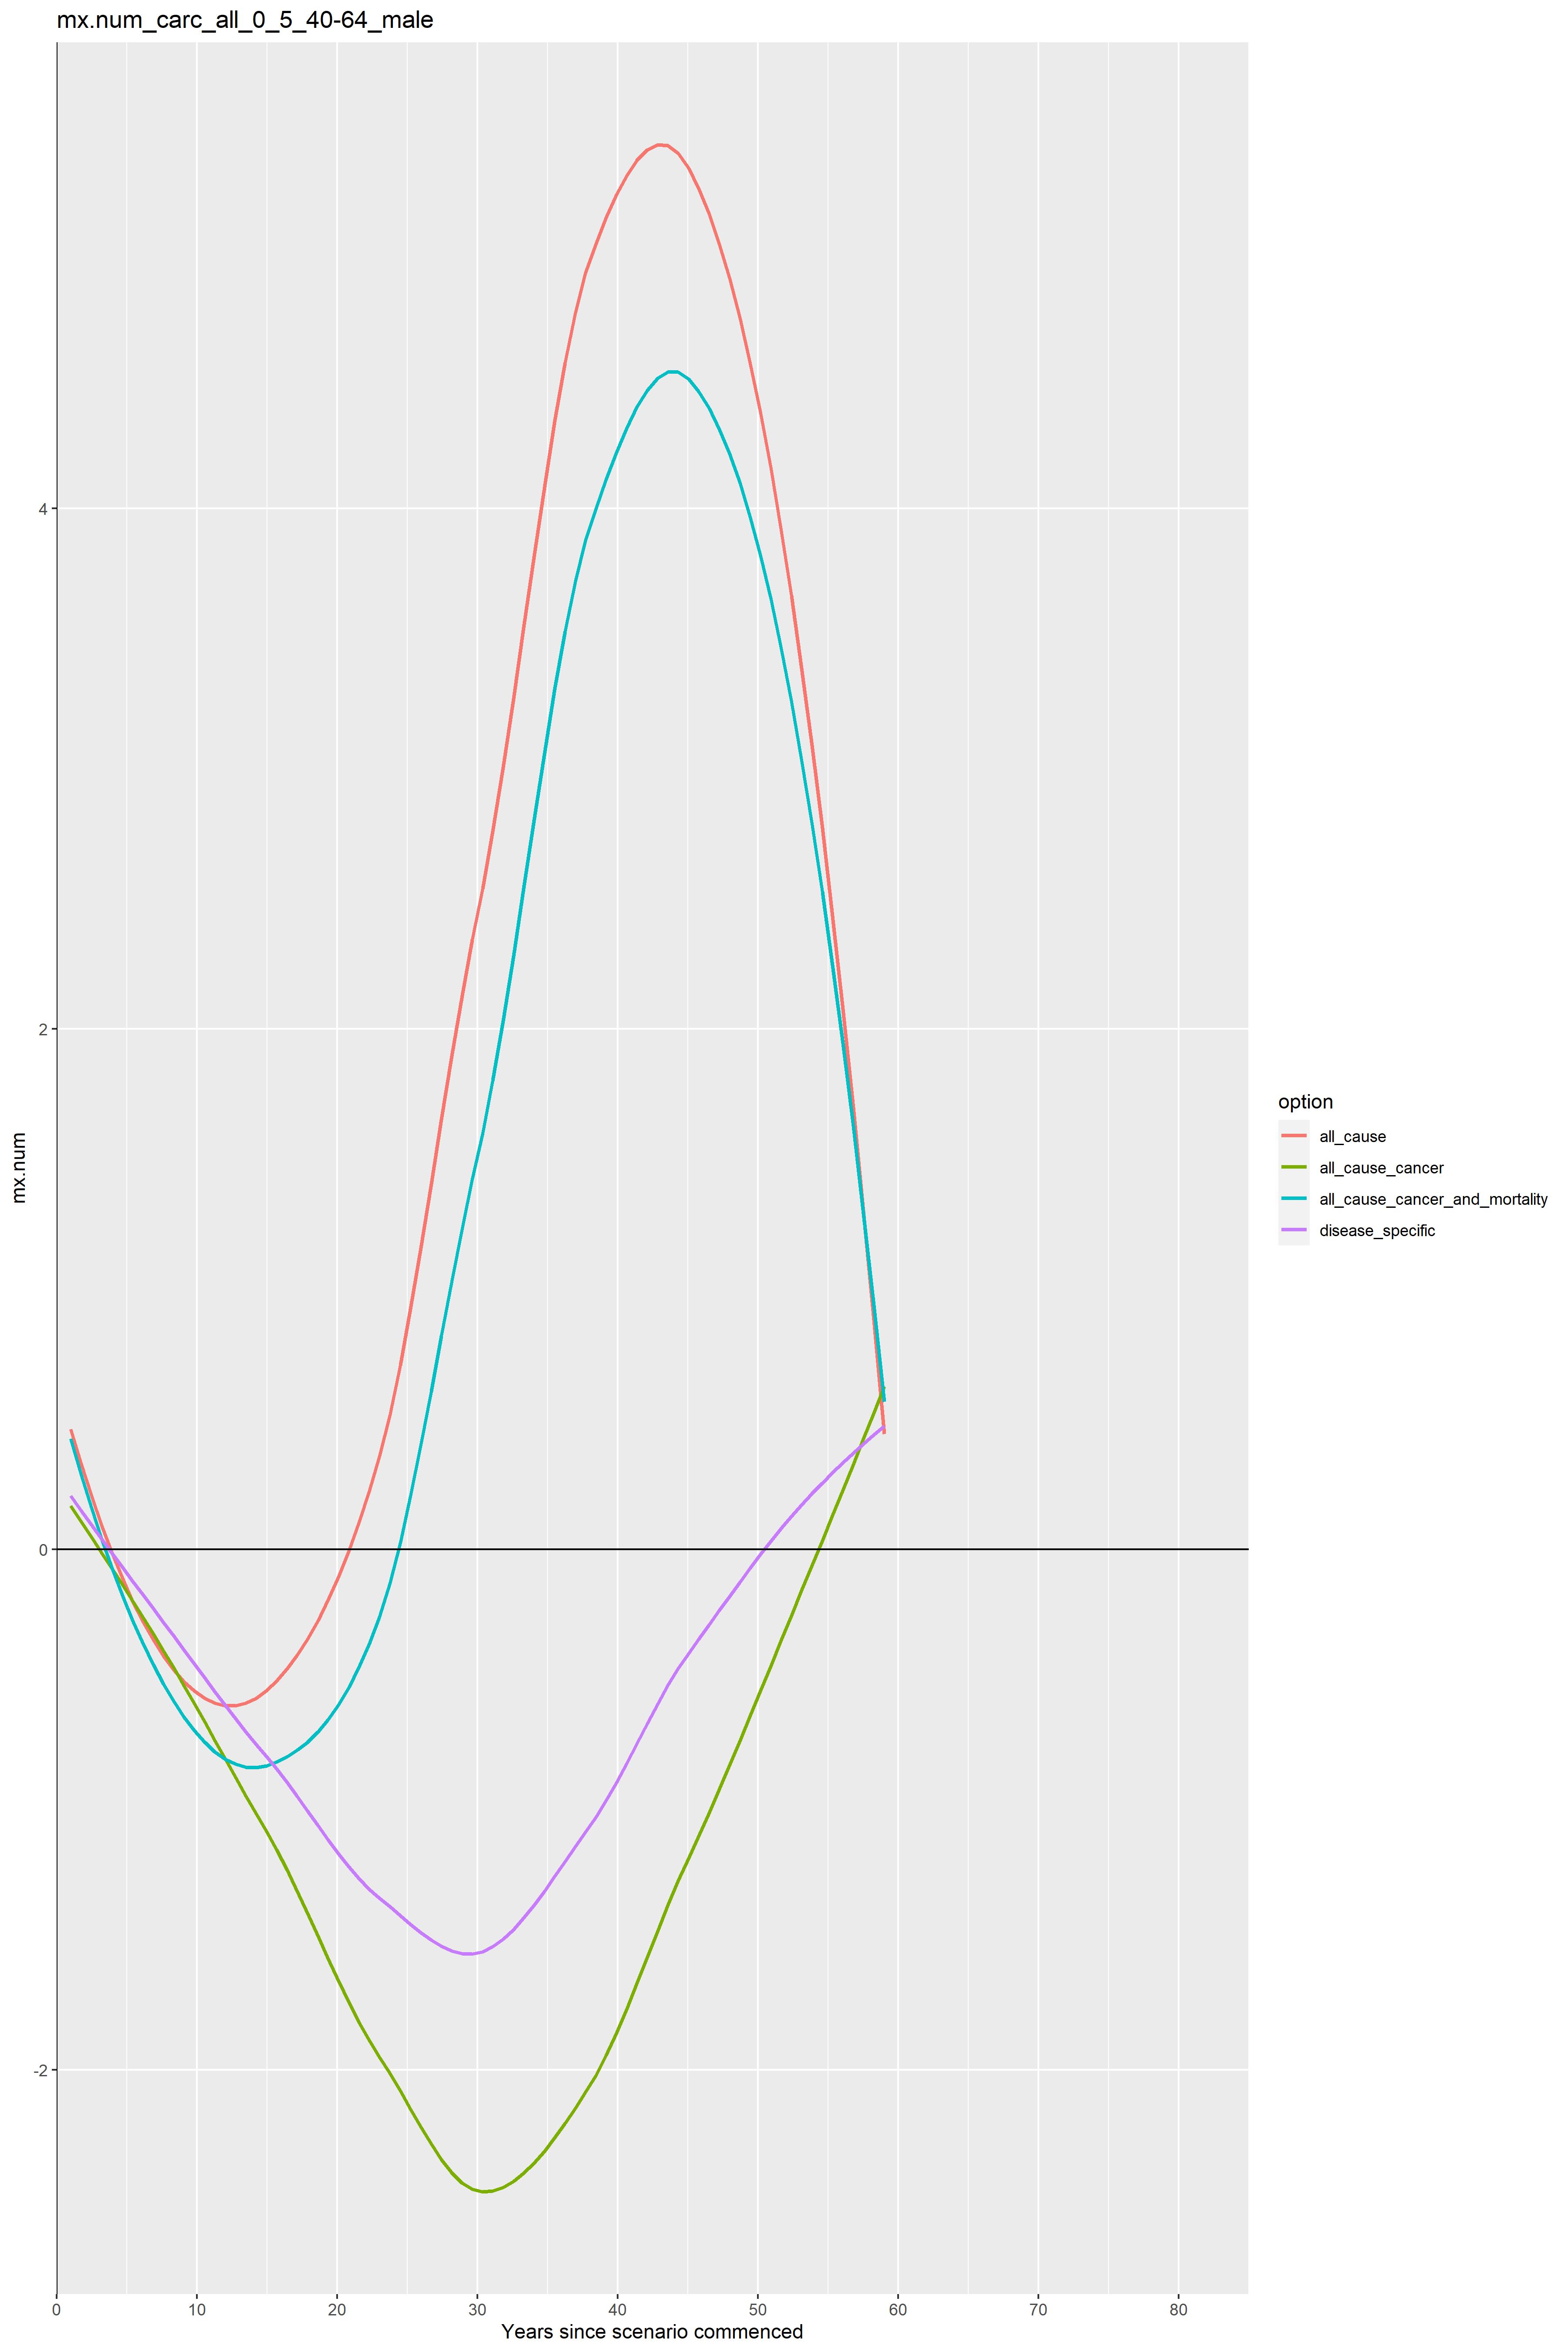 mx.num_carc_all_0_5_40-64_male
4
2
0
-2
mx.num
0 10 20 30 40 50 60 70 80
Years since scenario commenced
option
all_cause
all_cause_cancer
all_cause_cancer_and_mortality
disease_specific